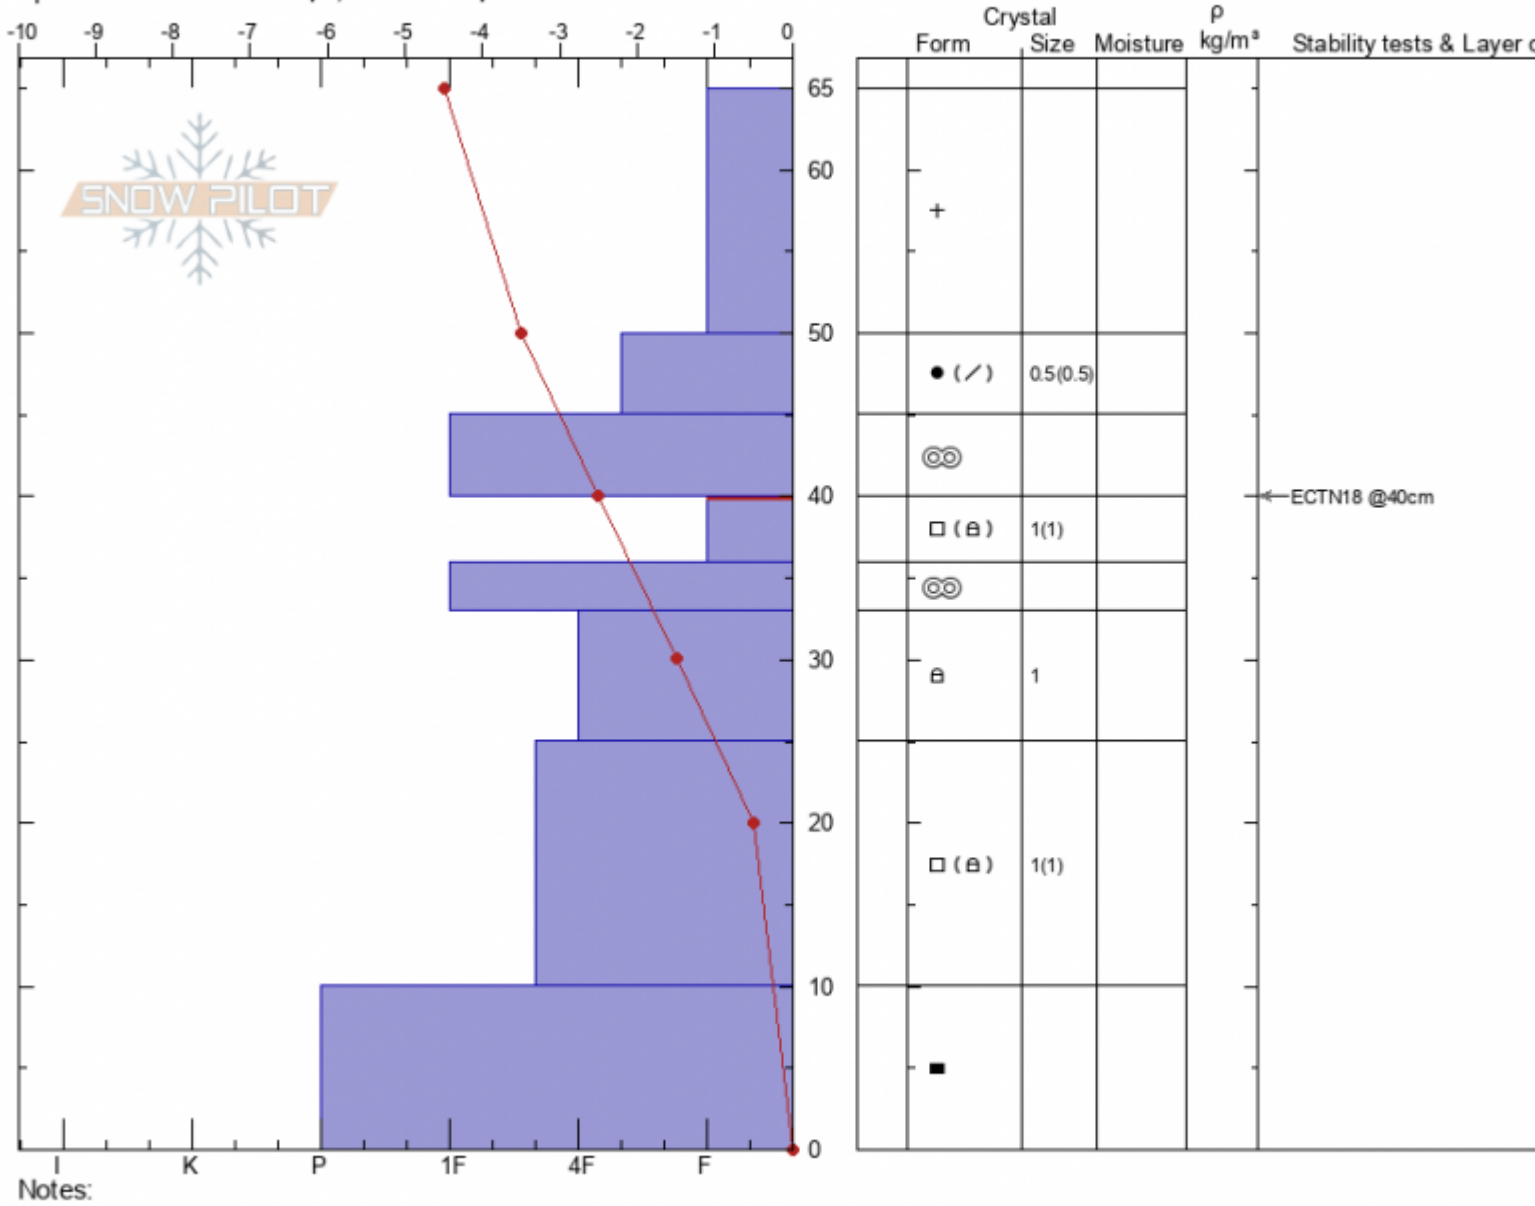 Crystal ρ
-10 -9 -8 -7 -6 -5 -4 -3 -2 -1 0 Form Size Moisture kg/m³ Stability tests & Layer
65
SNOW PILOT
60
+
50
● (/) 0.5(0.5)
40 ECTN18 @40cm
1(1)
30
1
20
1(1)
10
0
I K P 1F 4F F
Notes: